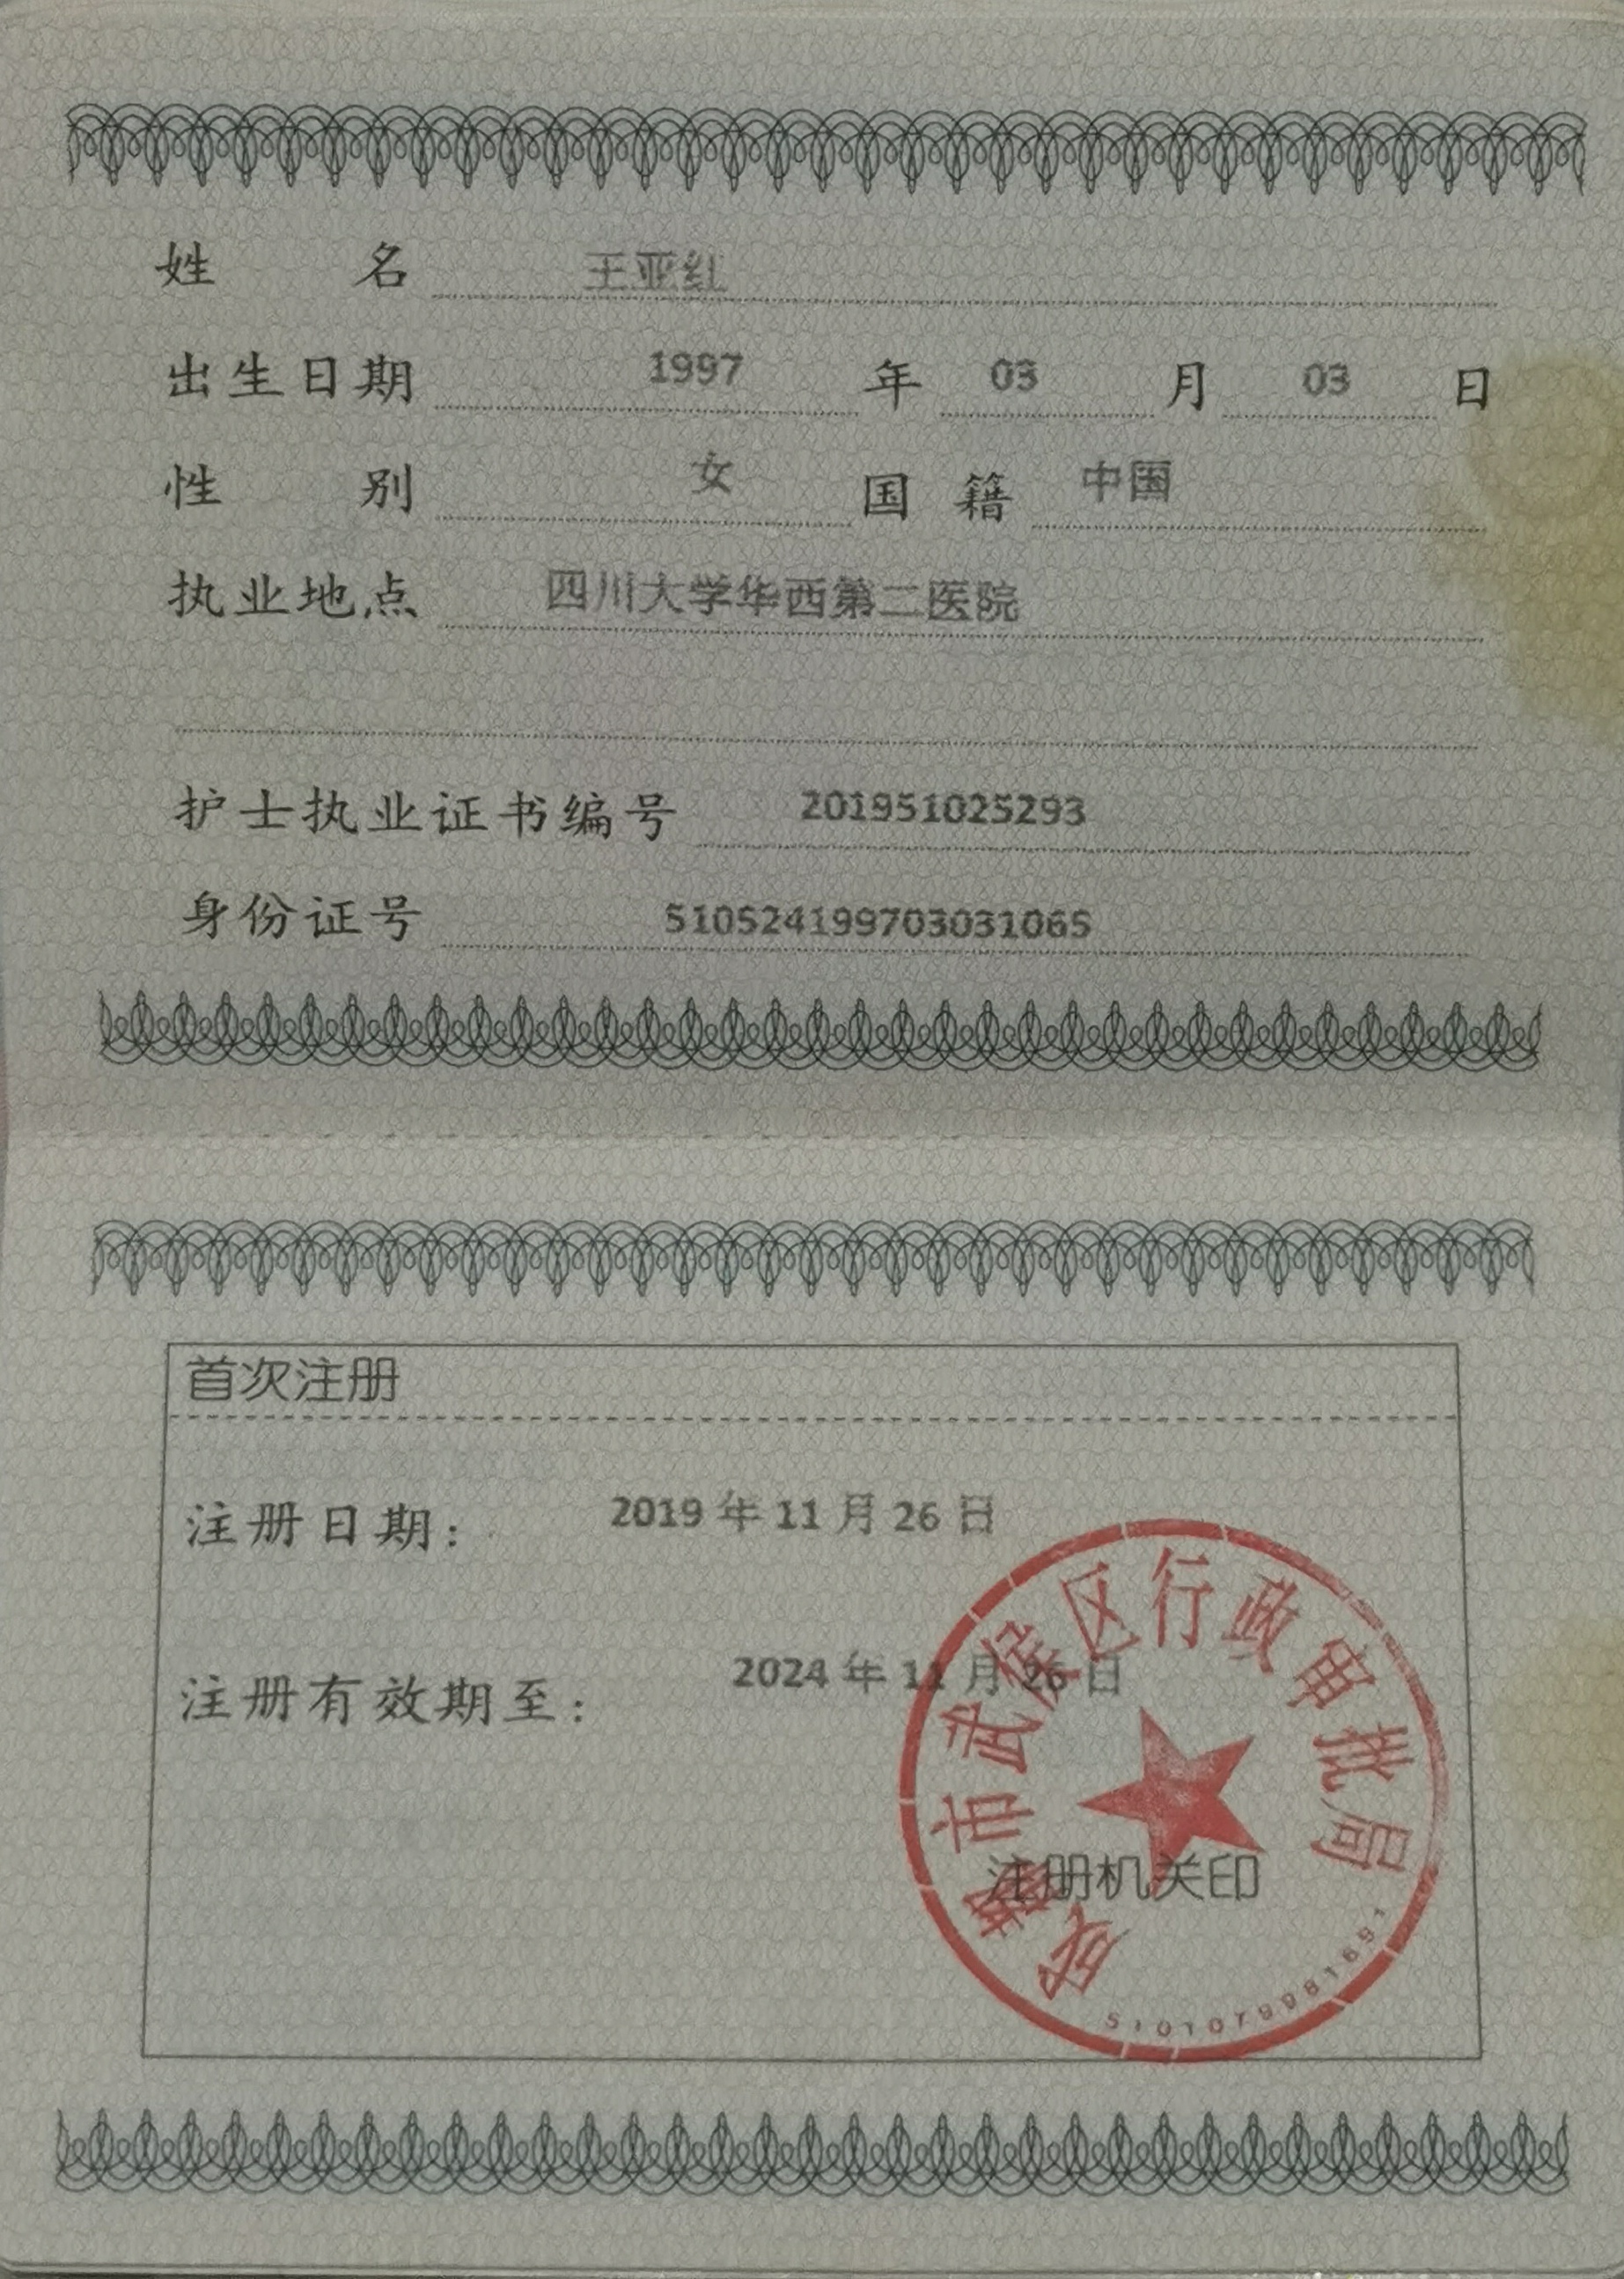 姓名 王亚红
出生日期 1997 年 03 月 03 日
性别 女 国籍 中国
执业地点 四川大学华西第二医院
护士执业证书编号 201951025293
身份证号 510524199703031065
首次注册
注册日期: 2019 年 11 月 26 日
注册有效期至: 2024 年 11 月 26 日
成都市武侯区行政审批局
注册机关印
5101079981691